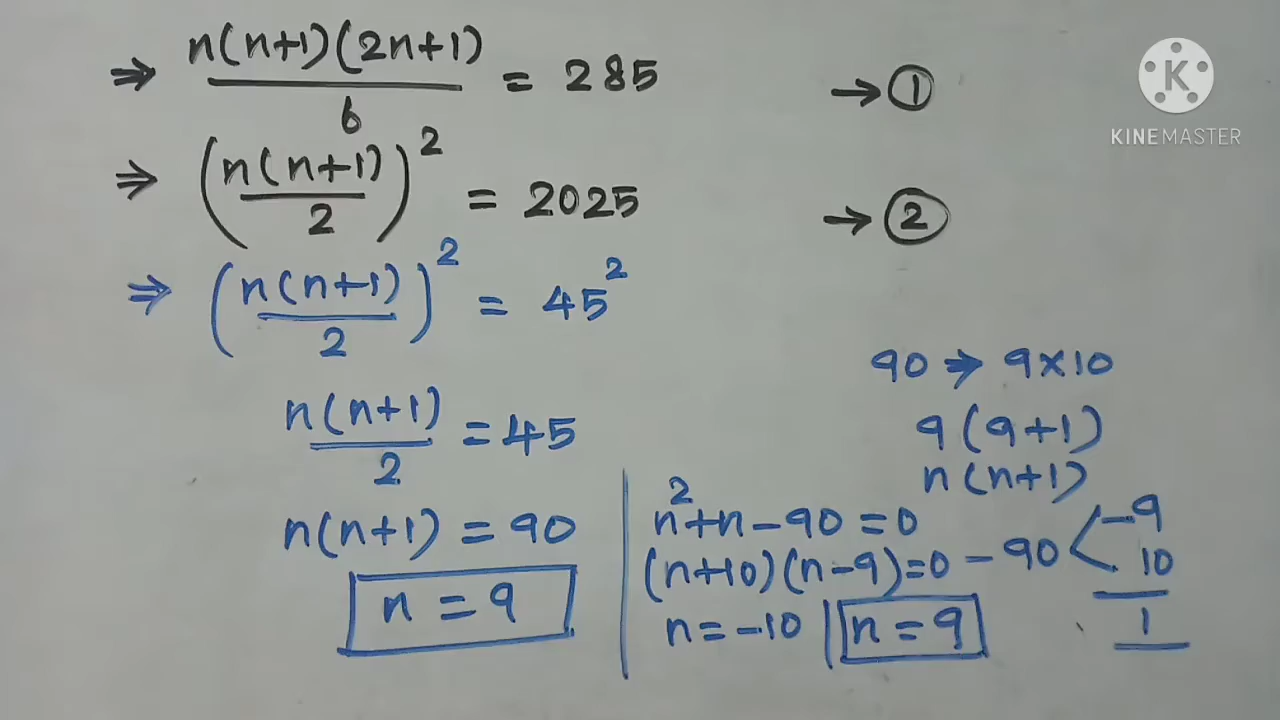 ⇒ n(n+1)(2n+1)/6 = 285 → ①
⇒ (n(n+1)/2)² = 2025 → ②
⇒ (n(n+1)/2)² = 45²
n(n+1)/2 = 45
n(n+1) = 90
n = 9
90 → 9×10
9(9+1)
n(n+1)
n²+n-90=0
(n+10)(n-9)=0
n=-10 | n=9
-90 < -9
10
1
K
KINEMASTER